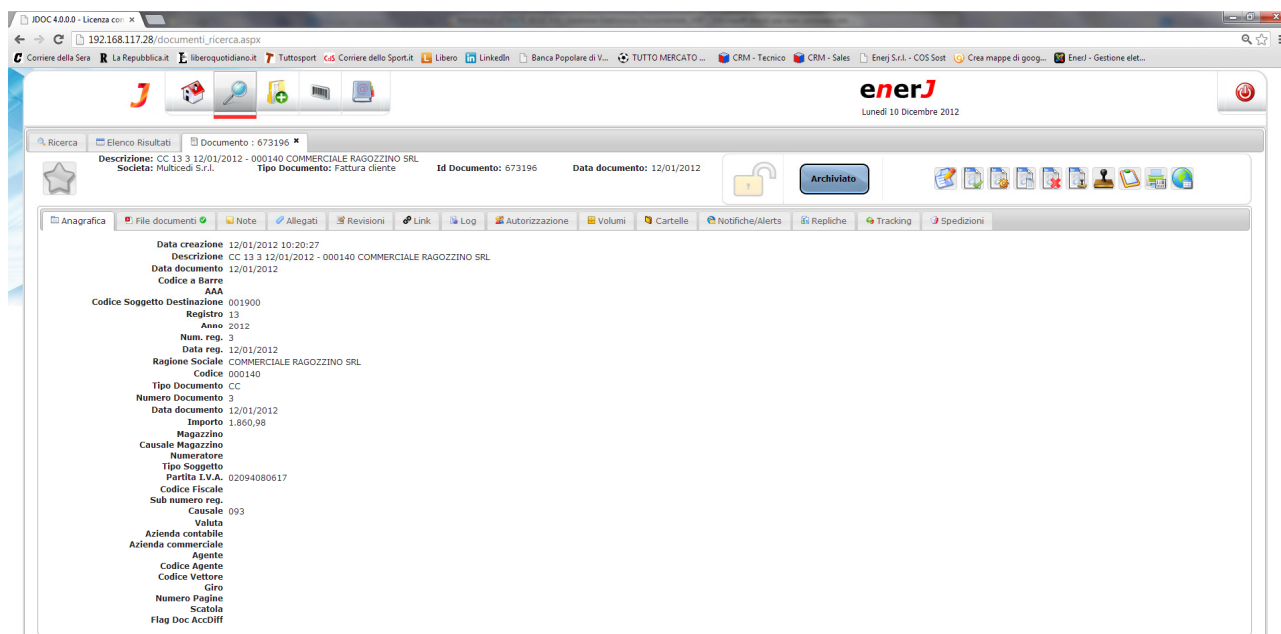 JDOC 4.0.0.0 - Licenza con
192.168.117.28/documenti_ricerca.aspx
Corriere della Sera La Repubblica.it liberoquotidiano.it Tuttosport Corriere dello Sport.it Libero LinkedIn Banca Popolare di V... TUTTO MERCATO ... CRM - Tecnico CRM - Sales Enerj S.r.l. - COS Sost Crea mappe di goog... EnerJ - Gestione elet...
J
enerJ
Lunedì 10 Dicembre 2012
Ricerca Elenco Risultati Documento : 673196
Descrizione: CC 13 3 12/01/2012 - 000140 COMMERCIALE RAGOZZINO SRL
Societa: Multicedi S.r.l. Tipo Documento: Fattura cliente Id Documento: 673196 Data documento: 12/01/2012
Archiviato
Anagrafica File documenti Note Allegati Revisioni Link Log Autorizzazione Volumi Cartelle Notifiche/Alerts Repliche Tracking Spedizioni
Data creazione 12/01/2012 10:20:27
Descrizione CC 13 3 12/01/2012 - 000140 COMMERCIALE RAGOZZINO SRL
Data documento 12/01/2012
Codice a Barre
AAA
Codice Soggetto Destinazione 001900
Registro 13
Anno 2012
Num. reg. 3
Data reg. 12/01/2012
Ragione Sociale COMMERCIALE RAGOZZINO SRL
Codice 000140
Tipo Documento CC
Numero Documento 3
Data documento 12/01/2012
Importo 1.860,98
Magazzino
Causale Magazzino
Numeratore
Tipo Soggetto
Partita I.V.A. 02094080617
Codice Fiscale
Sub numero reg.
Causale 093
Valuta
Azienda contabile
Azienda commerciale
Agente
Codice Agente
Codice Vettore
Giro
Numero Pagine
Scatola
Flag Doc AccDiff